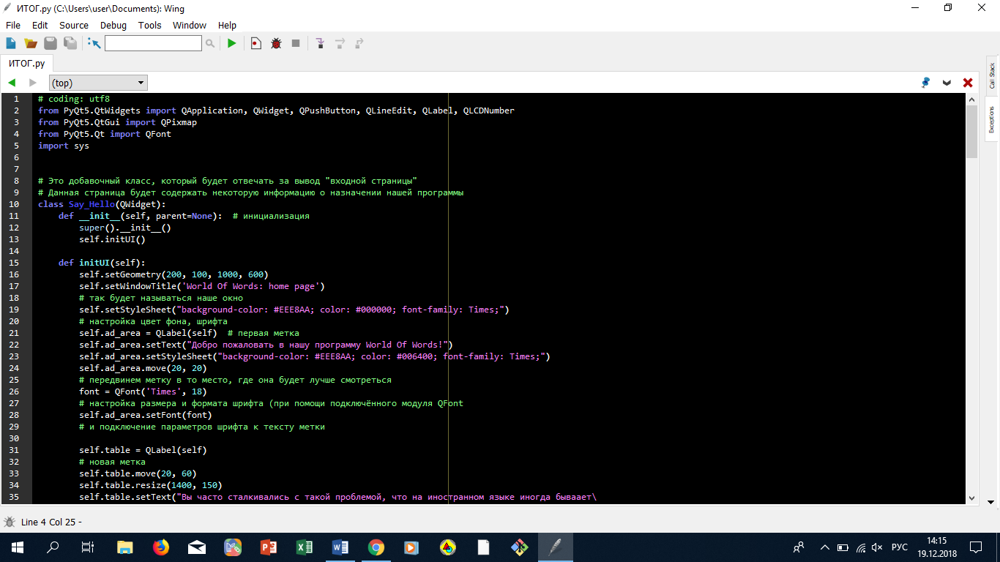 ИТОГ.py (C:\Users\user\Documents): Wing
File Edit Source Debug Tools Window Help
ИТОГ.py
(top)
Call Stack
Exceptions
1 # coding: utf8
2 from PyQt5.QtWidgets import QApplication, QWidget, QPushButton, QLineEdit, QLabel, QLCDNumber
3 from PyQt5.QtGui import QPixmap
4 from PyQt5.Qt import QFont
5 import sys
6
7
8 # Это добавочный класс, который будет отвечать за вывод "входной страницы"
9 # Данная страница будет содержать некоторую информацию о назначении нашей программы
10 class Say_Hello(QWidget):
11     def __init__(self, parent=None):  # инициализация
12         super().__init__()
13         self.initUI()
14
15     def initUI(self):
16         self.setGeometry(200, 100, 1000, 600)
17         self.setWindowTitle('World Of Words: home page')
18         # так будет называться наше окно
19         self.setStyleSheet("background-color: #EEE8AA; color: #000000; font-family: Times;")
20         # настройка цвет фона, шрифта
21         self.ad_area = QLabel(self)  # первая метка
22         self.ad_area.setText("Добро пожаловать в нашу программу World Of Words!")
23         self.ad_area.setStyleSheet("background-color: #EEE8AA; color: #006400; font-family: Times;")
24         self.ad_area.move(20, 20)
25         # передвинем метку в то место, где она будет лучше смотреться
26         font = QFont('Times', 18)
27         # настройка размера и формата шрифта (при помощи подключённого модуля QFont
28         self.ad_area.setFont(font)
29         # и подключение параметров шрифта к тексту метки
30
31         self.table = QLabel(self)
32         # новая метка
33         self.table.move(20, 60)
34         self.table.resize(1400, 150)
35         self.table.setText("Вы часто сталкивались с такой проблемой, что на иностранном языке иногда бываает\
Line 4 Col 25 -
РУС
14:15
19.12.2018